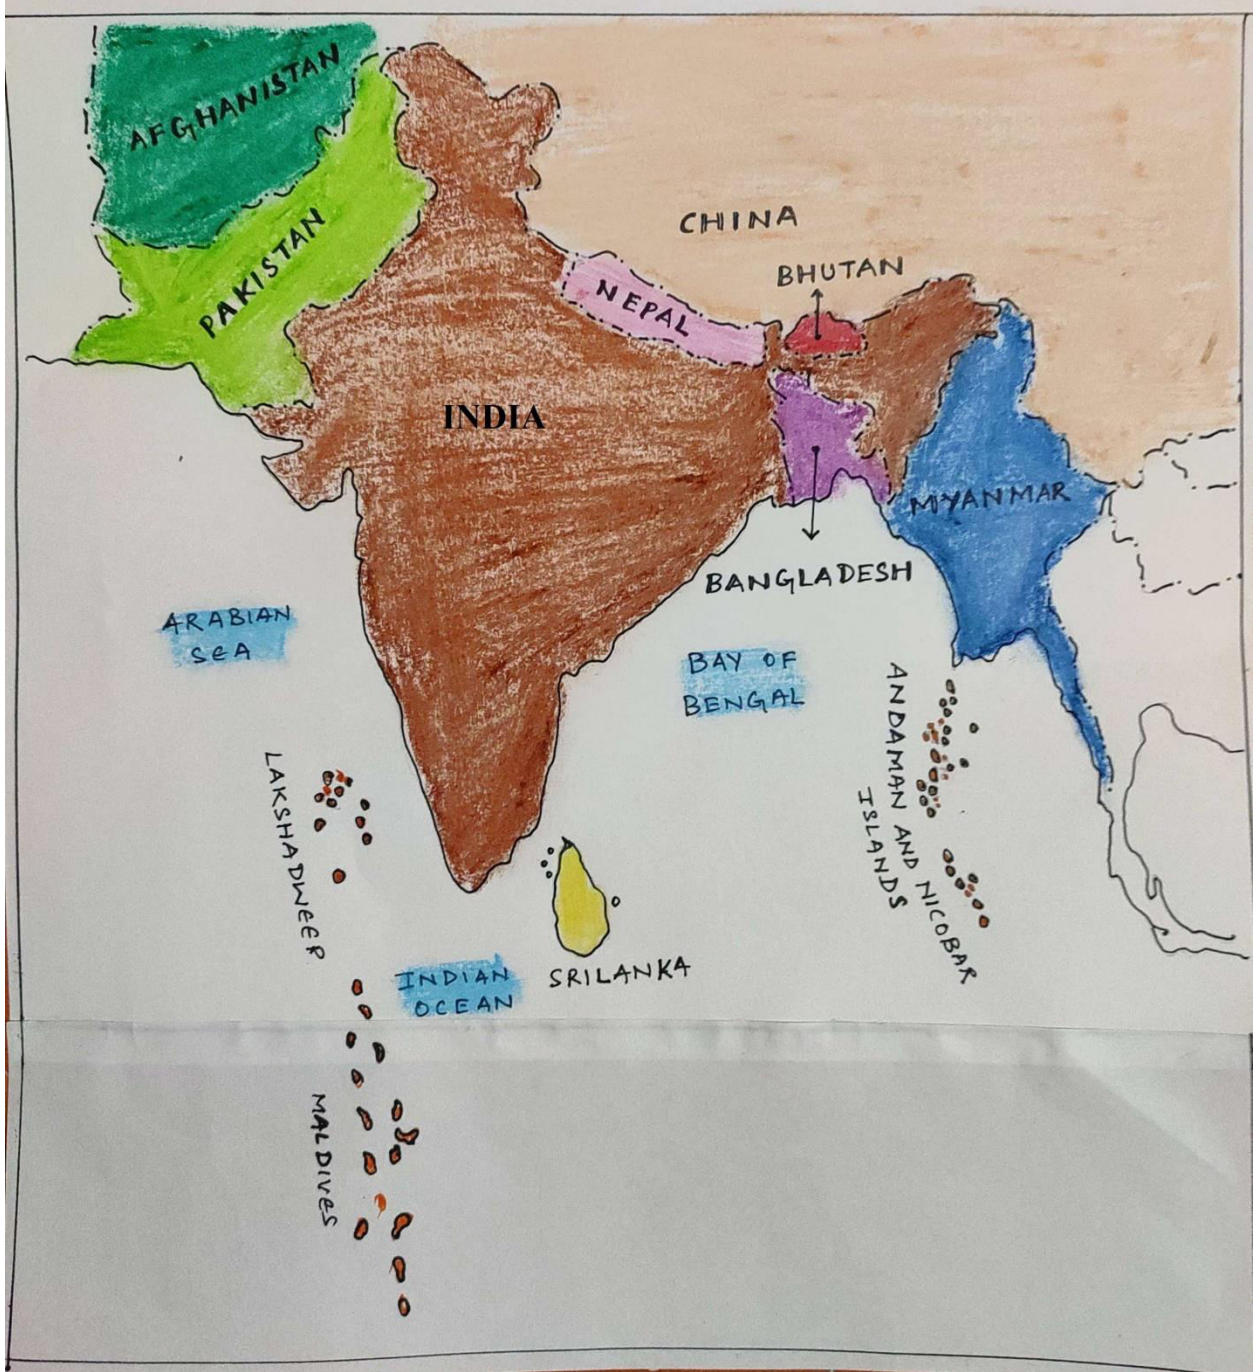 AFGHANISTAN
PAKISTAN
CHINA
BHUTAN
NEPAL
INDIA
MYANMAR
BANGLADESH
ARABIAN
SEA
BAY OF
BENGAL
LAKSHADWEEP
ANDAMAN AND NICOBAR
ISLANDS
INDIAN
OCEAN
SRILANKA
MALDIVES